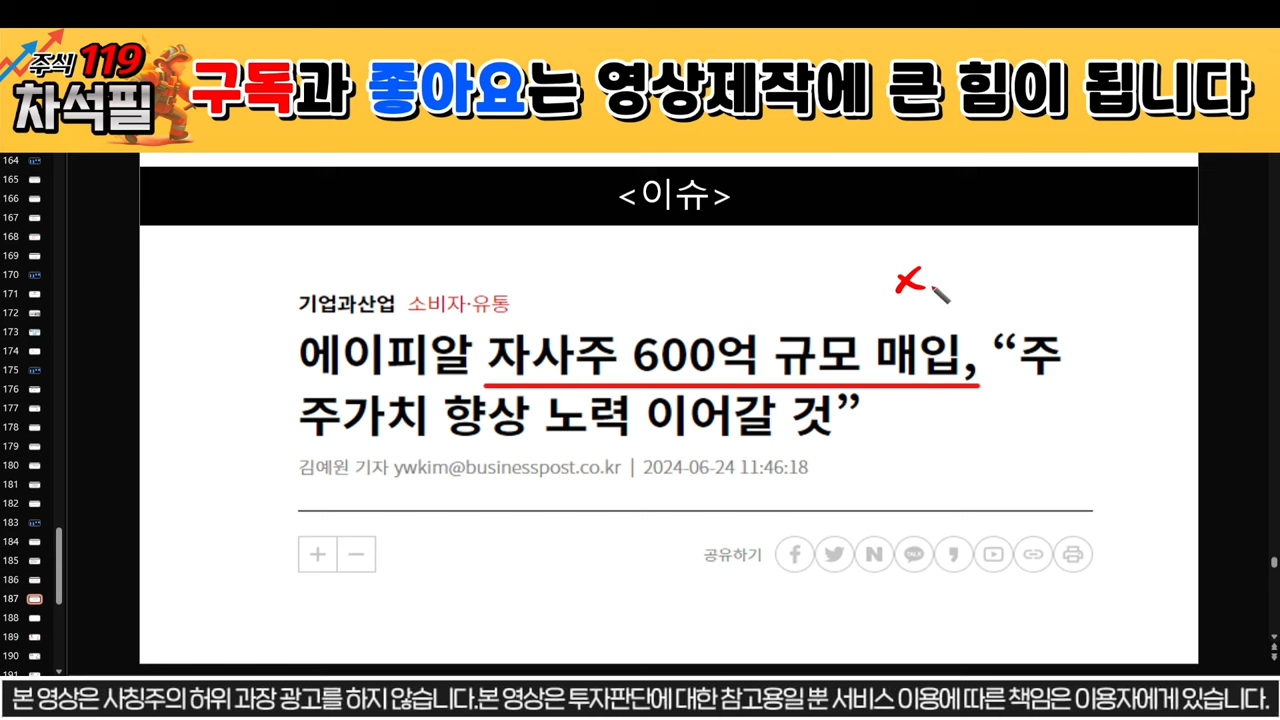 주식 119
차석필
구독과 좋아요는 영상제작에 큰 힘이 됩니다
164
165
166
167
168
169
170
171
172
173
174
175
176
177
178
179
180
181
182
183
184
185
186
187
188
189
190
191
<이슈>
기업과산업 소비자·유통
에이피알 자사주 600억 규모 매입, “주
주가치 향상 노력 이어갈 것”
김예원 기자 ywkim@businesspost.co.kr | 2024-06-24 11:46:18
+ −
공유하기 f N TALK
본 영상은 사칭주의 허위 과장 광고를 하지 않습니다.본 영상은 투자판단에 대한 참고용일 뿐 서비스 이용에 따른 책임은 이용자에게 있습니다.